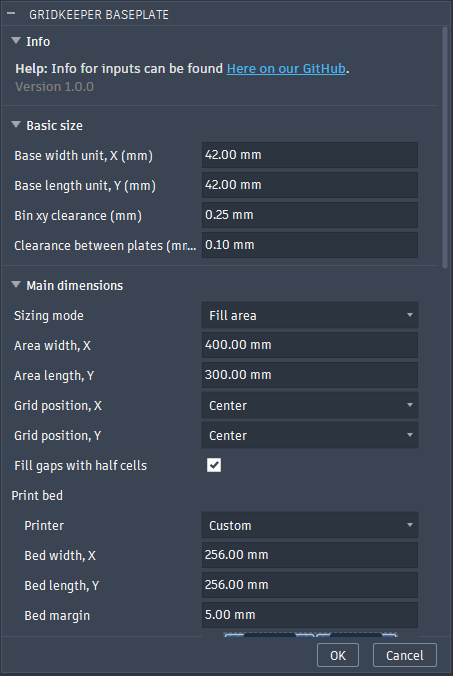 GRIDKEEPER BASEPLATE
Info
Help: Info for inputs can be found Here on our GitHub.
Version 1.0.0
Basic size
Base width unit, X (mm) 42.00 mm
Base length unit, Y (mm) 42.00 mm
Bin xy clearance (mm) 0.25 mm
Clearance between plates (mr... 0.10 mm
Main dimensions
Sizing mode Fill area
Area width, X 400.00 mm
Area length, Y 300.00 mm
Grid position, X Center
Grid position, Y Center
Fill gaps with half cells
Print bed
Printer Custom
Bed width, X 256.00 mm
Bed length, Y 256.00 mm
Bed margin 5.00 mm
OK Cancel